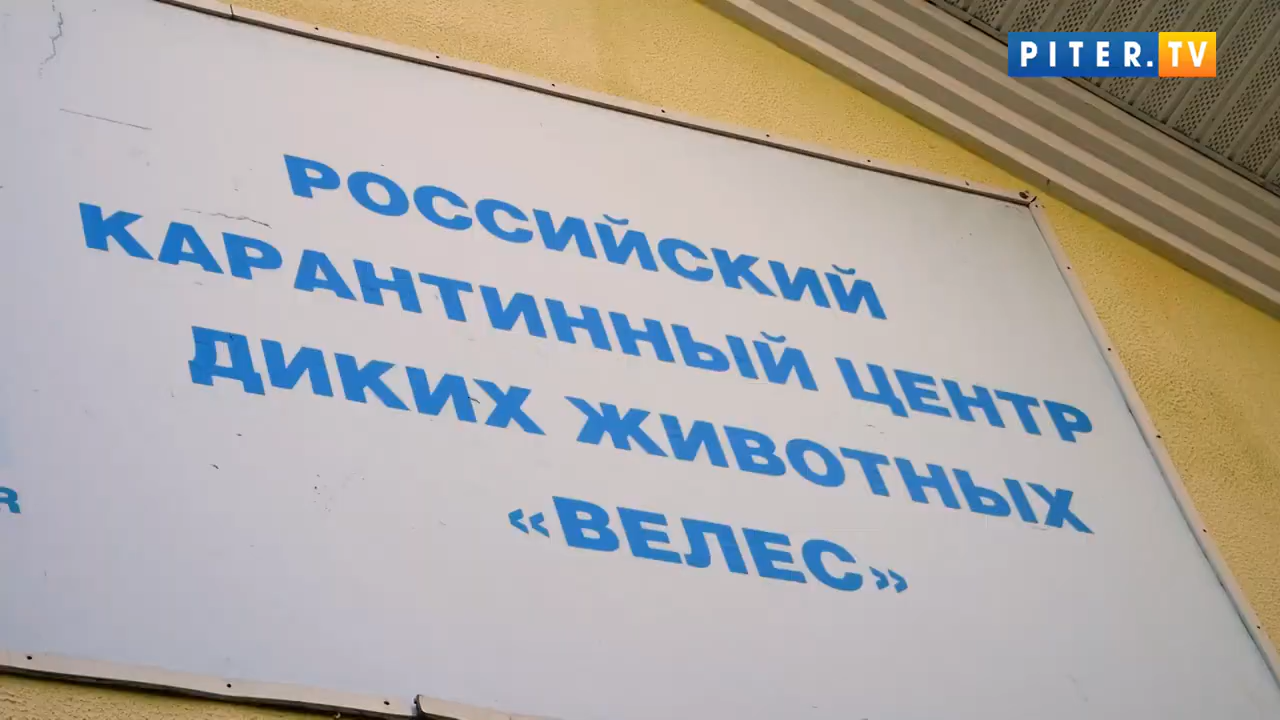 PITER.TV
РОССИЙСКИЙ
КАРАНТИННЫЙ ЦЕНТР
ДИКИХ ЖИВОТНЫХ
«ВЕЛЕС»